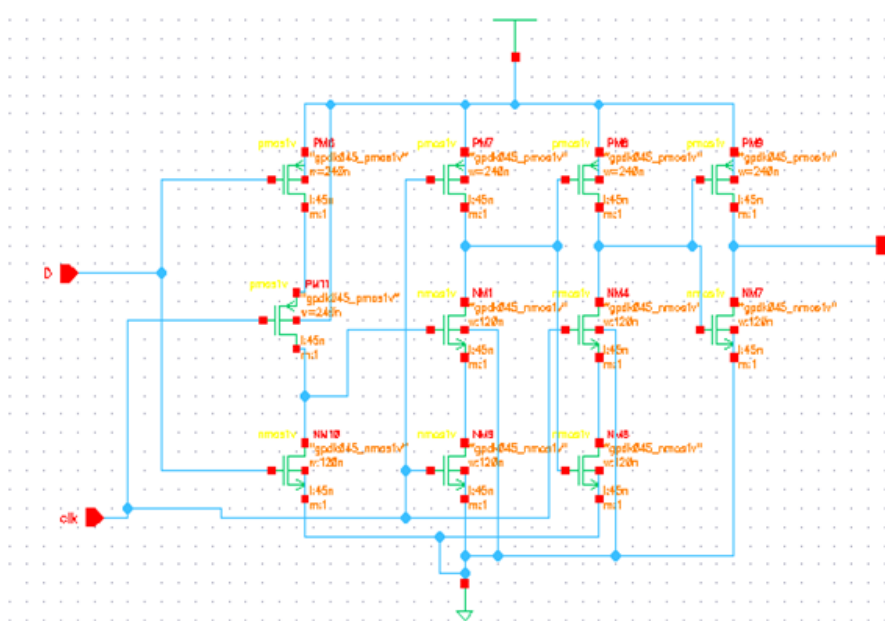 pmos1v PM6
"gpdk045_pmos1v"
w=240n
l:45n
m:1
pmos1v PM7
"gpdk045_pmos1v"
w:240n
l:45n
m:1
pmos1v PM8
"gpdk045_pmos1v"
w:240n
l:45n
m:1
pmos1v PM9
"gpdk045_pmos1v"
w:240n
l:45n
m:1
D
pmos1v PM11
"gpdk045_pmos1v"
w=240n
l:45n
m:1
nmos1v NM1
"gpdk045_nmos1v"
w:120n
l:45n
m:1
nmos1v NM4
"gpdk045_nmos1v"
w:120n
l:45n
m:1
nmos1v NM7
"gpdk045_nmos1v"
w:120n
l:45n
m:1
nmos1v NM10
"gpdk045_nmos1v"
w:120n
l:45n
m:1
nmos1v
"gpdk045_nmos1v"
w:120n
l:45n
m:1
nmos1v
"gpdk045_nmos1v"
w:120n
l:45n
m:1
clk